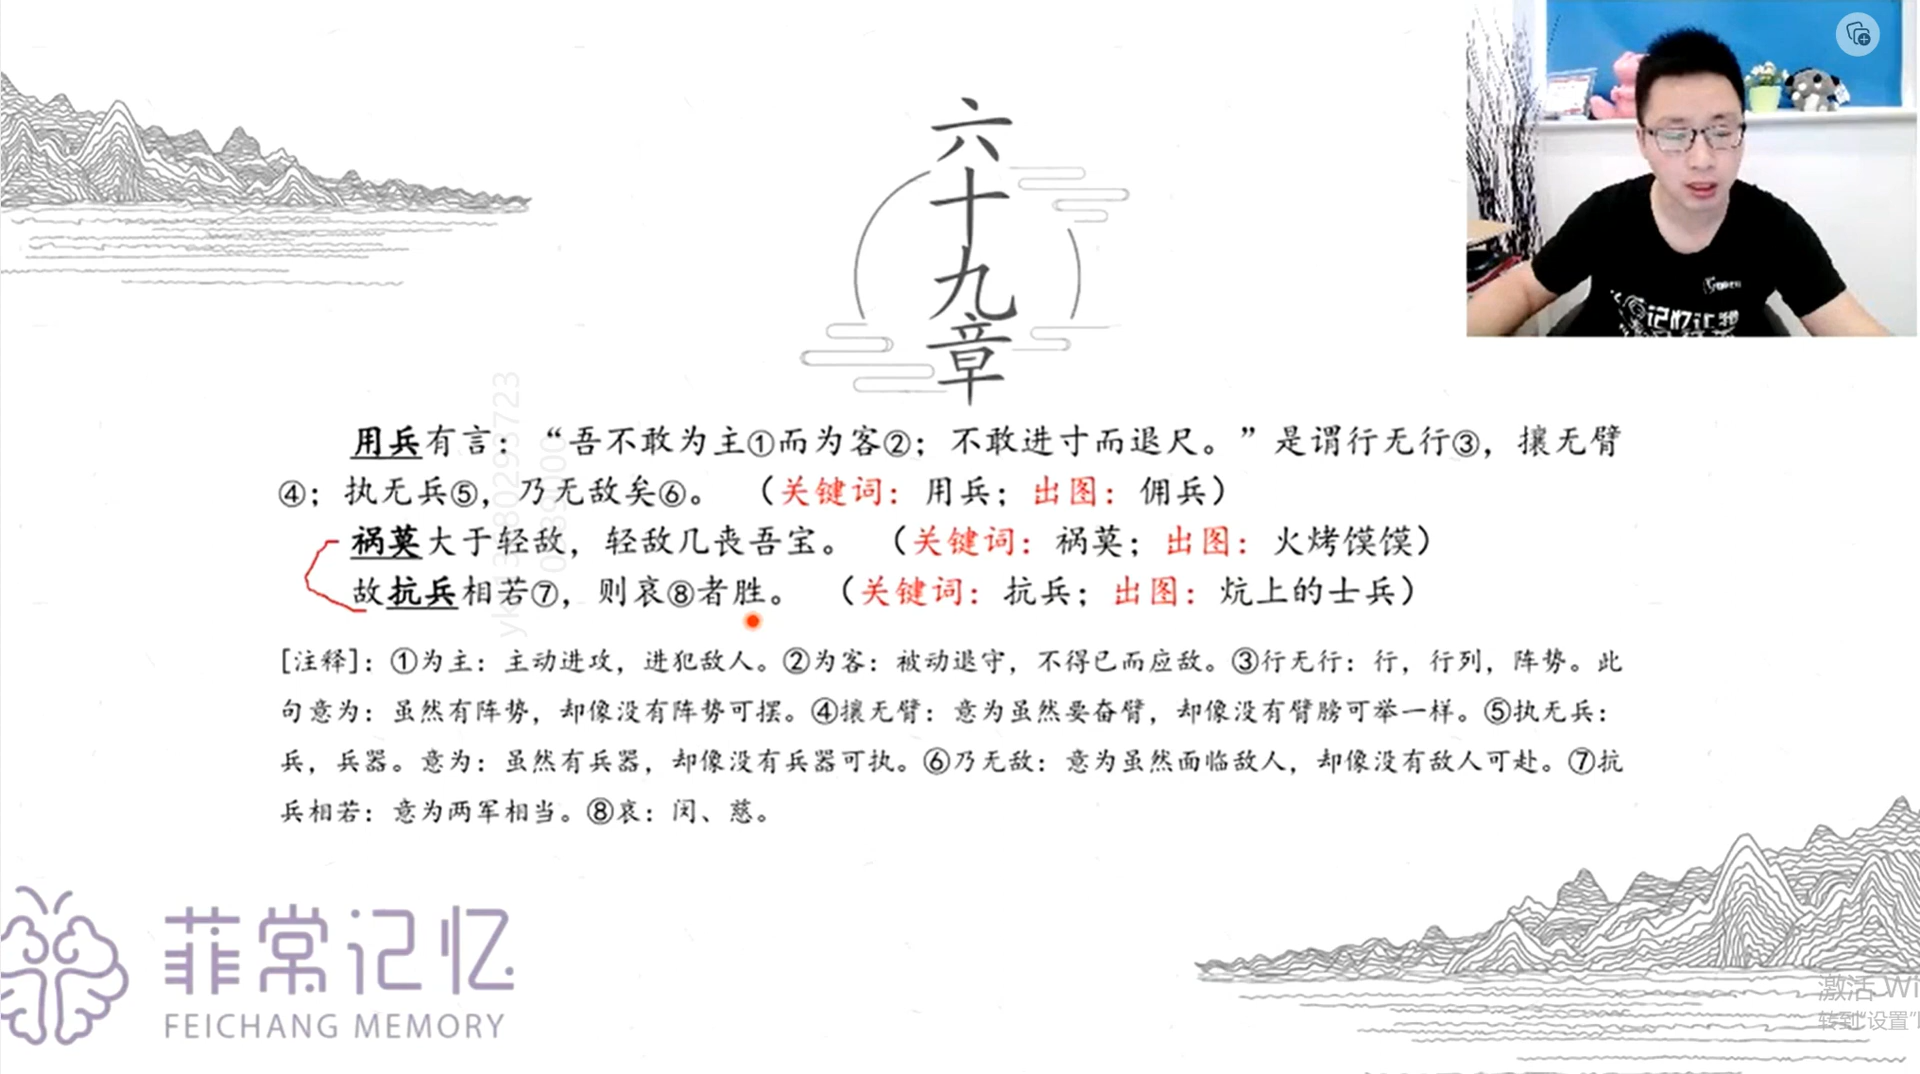 六十九章
用兵有言：“吾不敢为主①而为客②；不敢进寸而退尺。”是谓行无行③，攘无臂
④；执无兵⑤，乃无敌矣⑥。（关键词：用兵；出图：佣兵）
祸莫大于轻敌，轻敌几丧吾宝。（关键词：祸莫；出图：火烤馍馍）
故抗兵相若⑦，则哀⑧者胜。（关键词：抗兵；出图：炕上的士兵）
[注释]：①为主：主动进攻，进犯敌人。②为客：被动退守，不得已而应敌。③行无行：行，行列，阵势。此
句意为：虽然有阵势，却像没有阵势可摆。④攘无臂：意为虽然要奋臂，却像没有臂膀可举一样。⑤执无兵：
兵，兵器。意为：虽然有兵器，却像没有兵器可执。⑥乃无敌：意为虽然面临敌人，却像没有敌人可赴。⑦抗
兵相若：意为两军相当。⑧哀：闵、慈。
菲常记忆
FEICHANG MEMORY
激活 Wi
转到"设置"